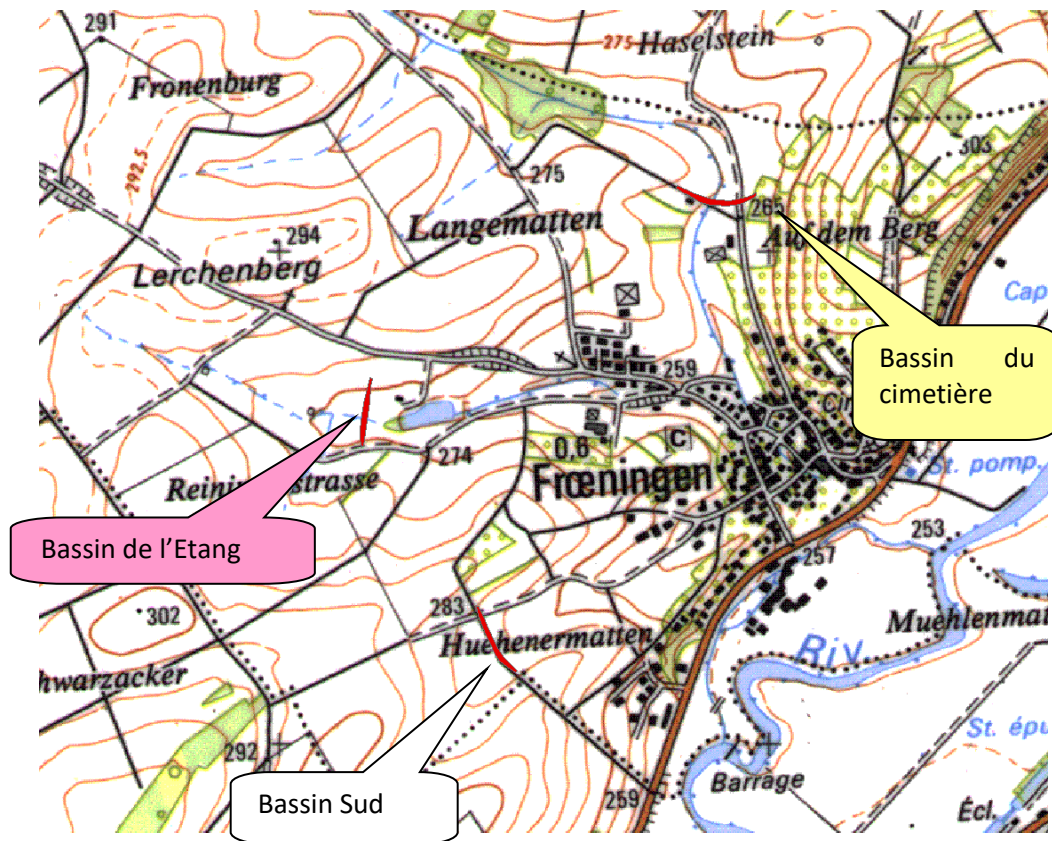 291
Fronenburg
275
Haselstein
292,5
303
275
294
Langematten
265
Auf dem Berg
Lerchenberg
Cap
Bassin du
cimetière
259
274
0,6
C
Frœningen
St. pomp.
Bassin de l'Etang
253
257
302
283
Huehenermatten
Muehlenmat
hwarzacker
Riv
292
St. épu
Bassin Sud
Barrage
259
Écl.